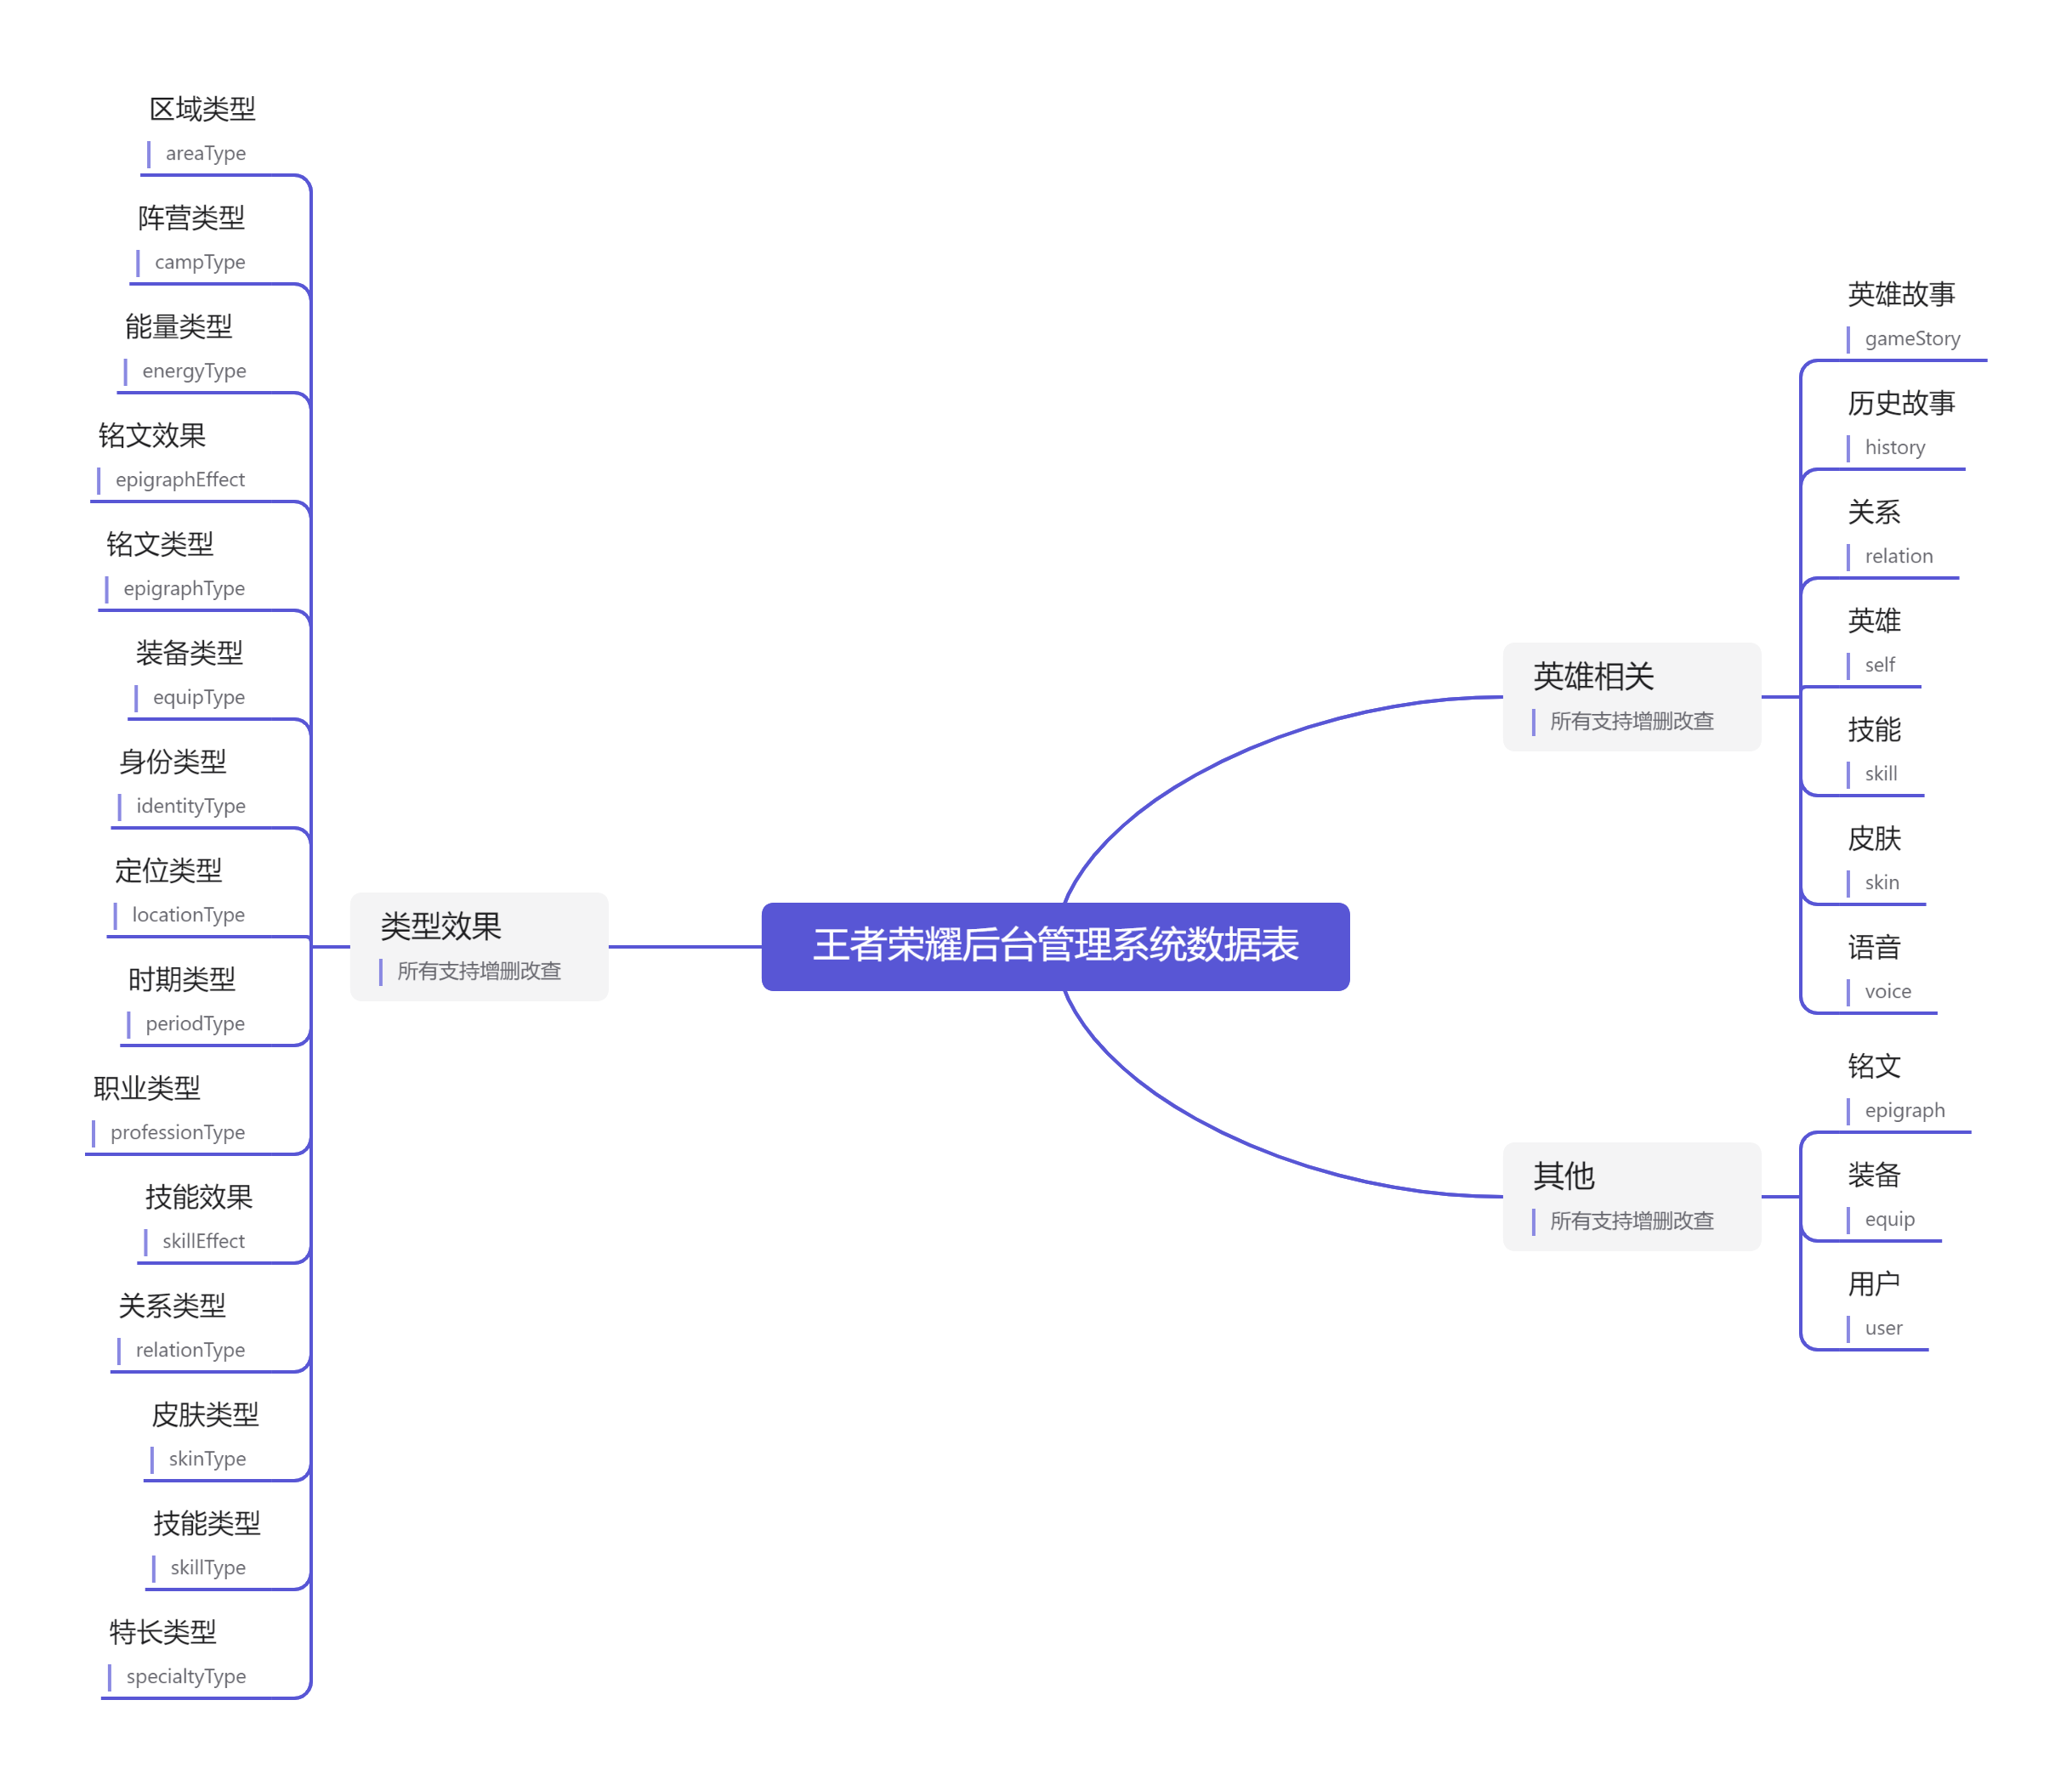 王者荣耀后台管理系统数据表
英雄相关
所有支持增删改查
英雄故事
gameStory
历史故事
history
关系
relation
英雄
self
技能
skill
皮肤
skin
语音
voice
其他
所有支持增删改查
铭文
epigraph
装备
equip
用户
user
类型效果
所有支持增删改查
区域类型
areaType
阵营类型
campType
能量类型
energyType
铭文效果
epigraphEffect
铭文类型
epigraphType
装备类型
equipType
身份类型
identityType
定位类型
locationType
时期类型
periodType
职业类型
professionType
技能效果
skillEffect
关系类型
relationType
皮肤类型
skinType
技能类型
skillType
特长类型
specialtyType